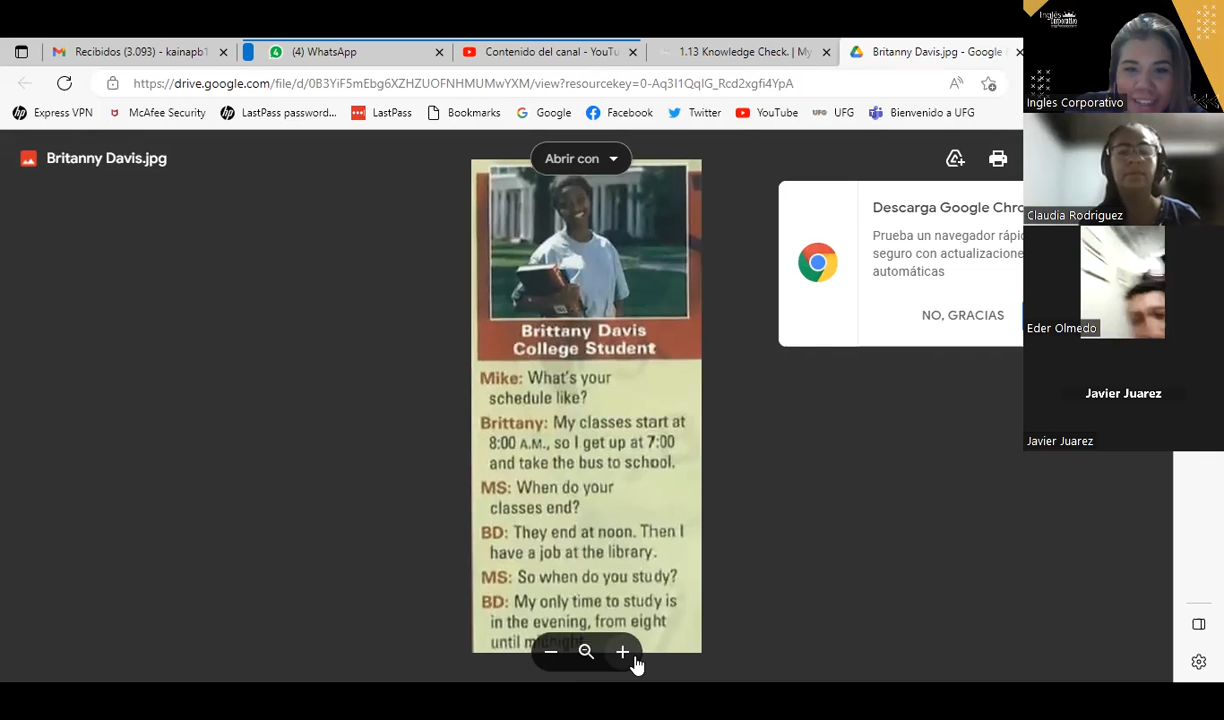 Recibidos (3.093) - kainapb1
4
(4) WhatsApp
Contenido del canal - YouTu
1.13 Knowledge Check. | My
Britanny Davis.jpg - Google
https://drive.google.com/file/d/0B3YiF5mEbg6XZHZUOFNHMUMwYXM/view?resourcekey=0-Aq3I1QqIG_Rcd2xgfi4YpA
Express VPN
McAfee Security
LastPass password...
LastPass
Bookmarks
Google
Facebook
Twitter
YouTube
UFG
Bienvenido a UFG
Britanny Davis.jpg
Abrir con
Descarga Google Chro
Prueba un navegador rápic
seguro con actualizacione
automáticas
NO, GRACIAS
Brittany Davis
College Student
Mike: What's your
schedule like?
Brittany: My classes start at
8:00 A.M., so I get up at 7:00
and take the bus to school.
MS: When do your
classes end?
BD: They end at noon. Then I
have a job at the library.
MS: So when do you study?
BD: My only time to study is
in the evening, from eight
until midnight.
Inglés
Corporativo
Ingles Corporativo
Claudia Rodriguez
Eder Olmedo
Javier Juarez
Javier Juarez